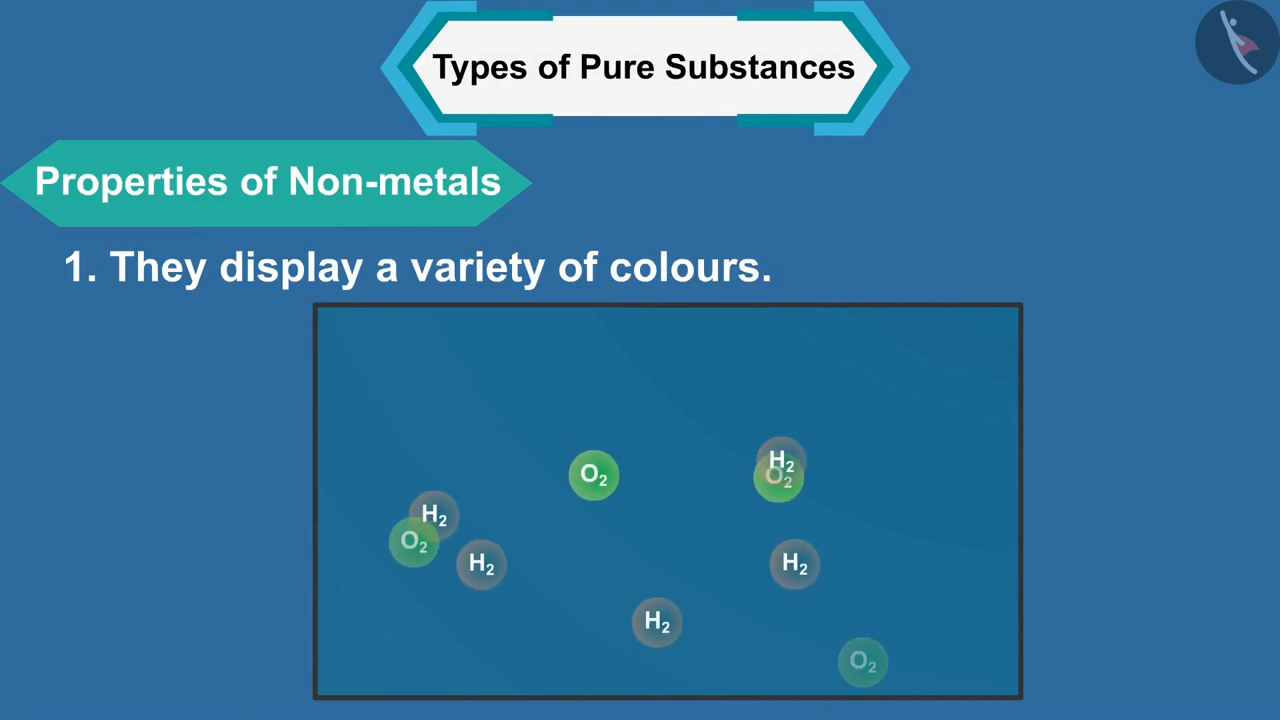 Types of Pure Substances
Properties of Non-metals
1. They display a variety of colours.
H₂
O₂
O₂
H₂
O₂
H₂
H₂
H₂
O₂